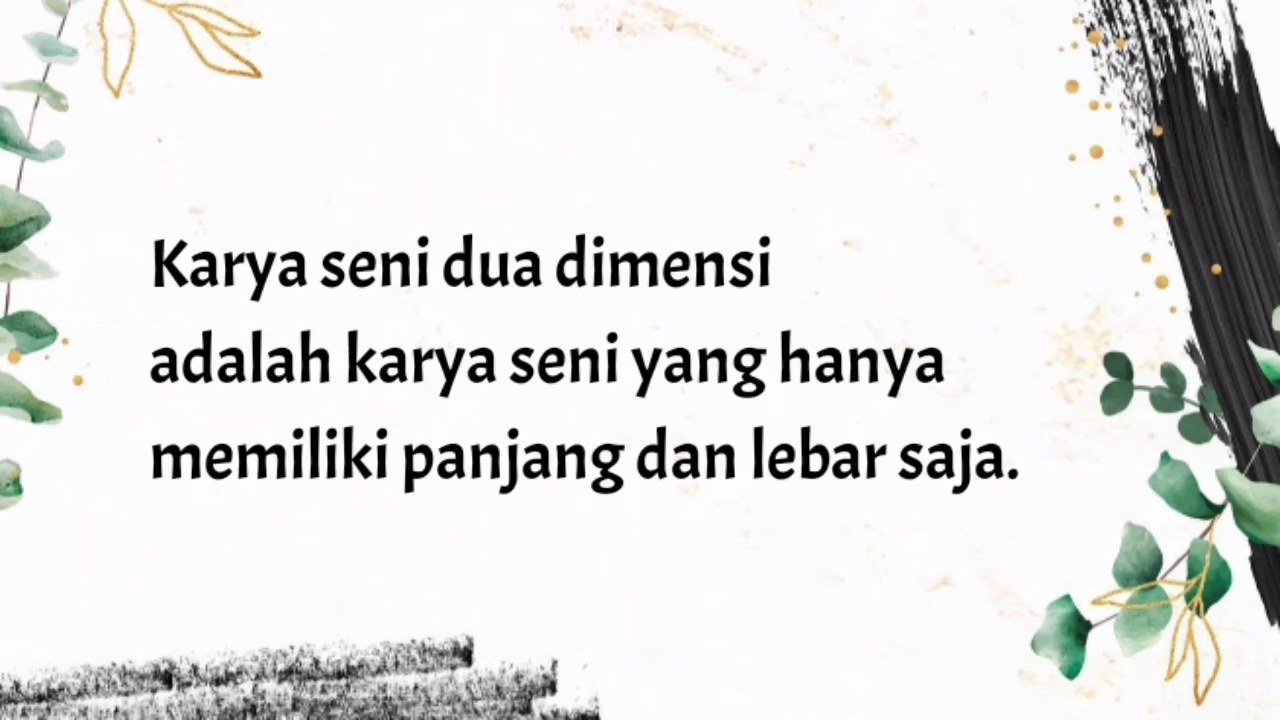 Karya seni dua dimensi
adalah karya seni yang hanya
memiliki panjang dan lebar saja.